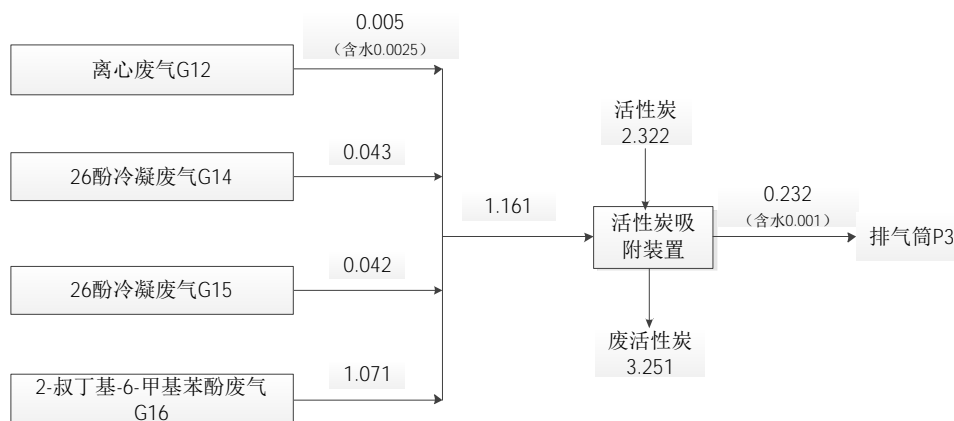 0.005
（含水0.0025）
离心废气G12
活性炭
2.322
26酚冷凝废气G14
0.043
1.161
活性炭吸
附装置
0.232
（含水0.001）
排气筒P3
26酚冷凝废气G15
0.042
废活性炭
3.251
2-叔丁基-6-甲基苯酚废气
G16
1.071